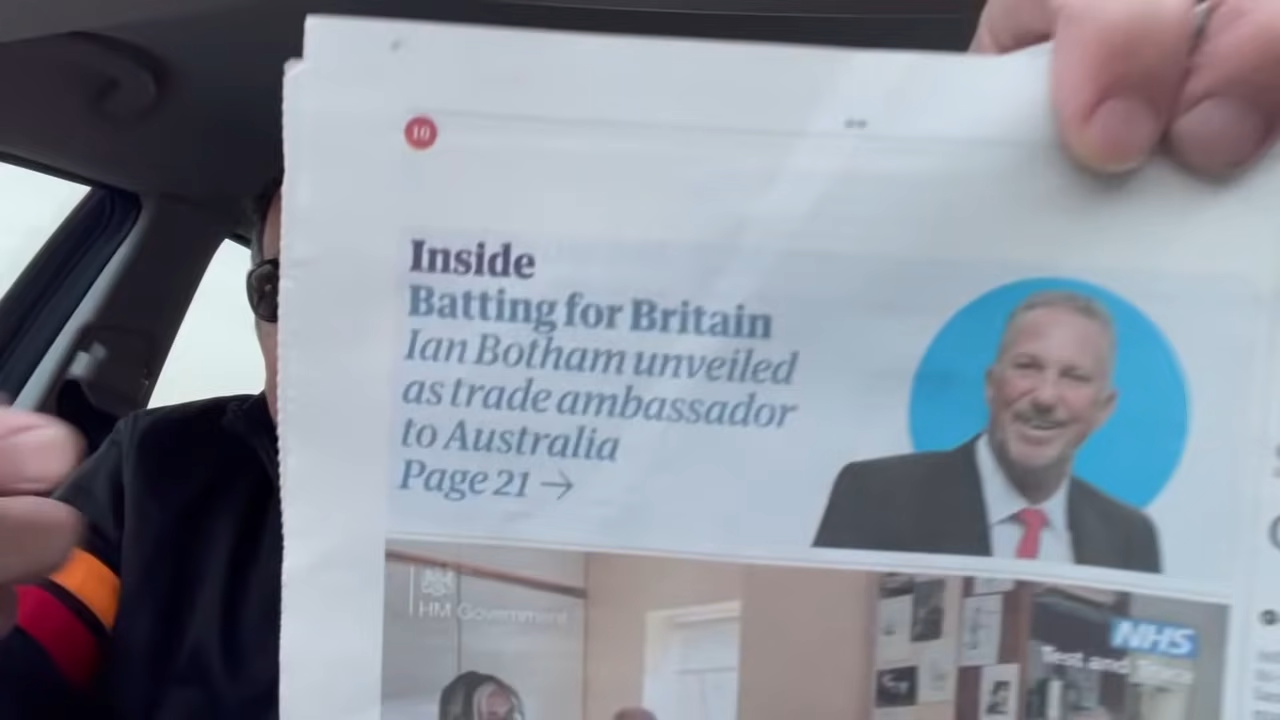 10
Inside
Batting for Britain
Ian Botham unveiled
as trade ambassador
to Australia
Page 21 →
HM Government
NHS
Test and Trace